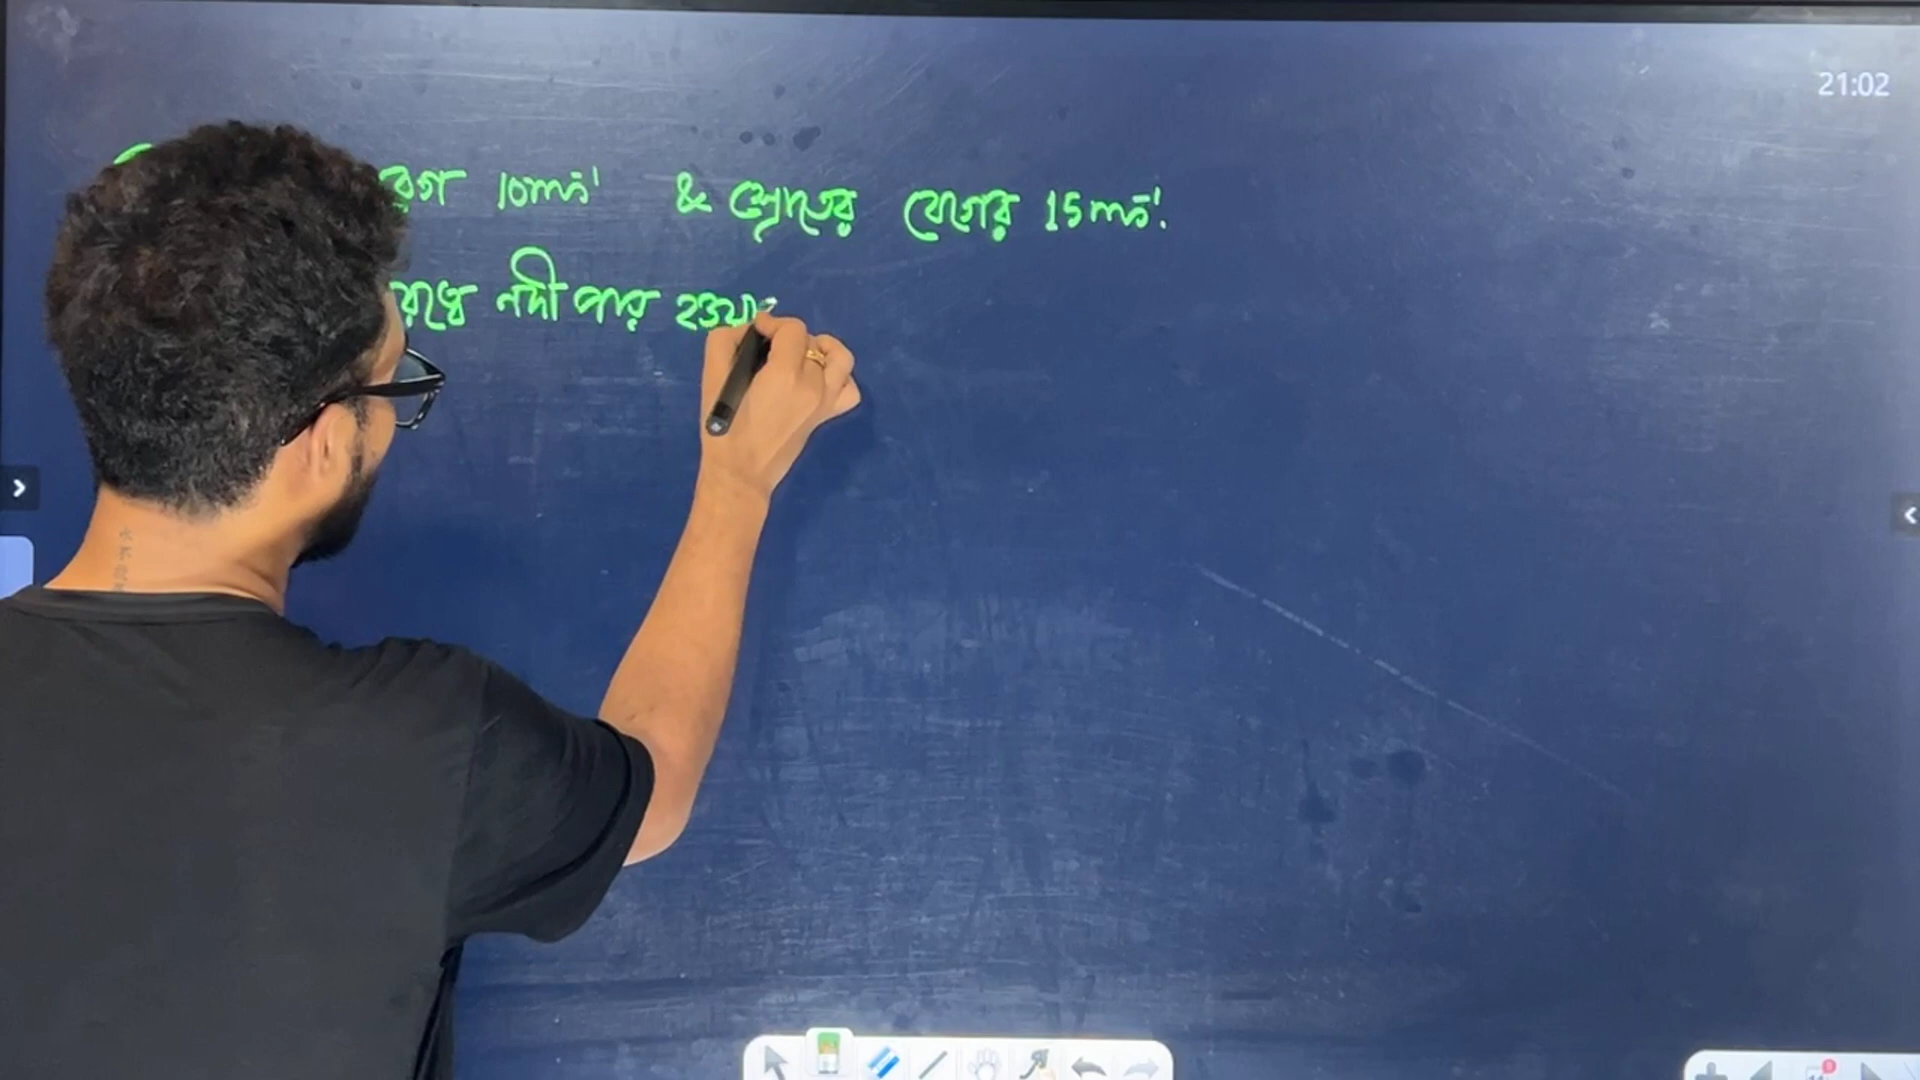 21:02
বেগ 10ms⁻¹ & স্রোতের বেগের 15ms⁻¹.
নদী পার হওয়া